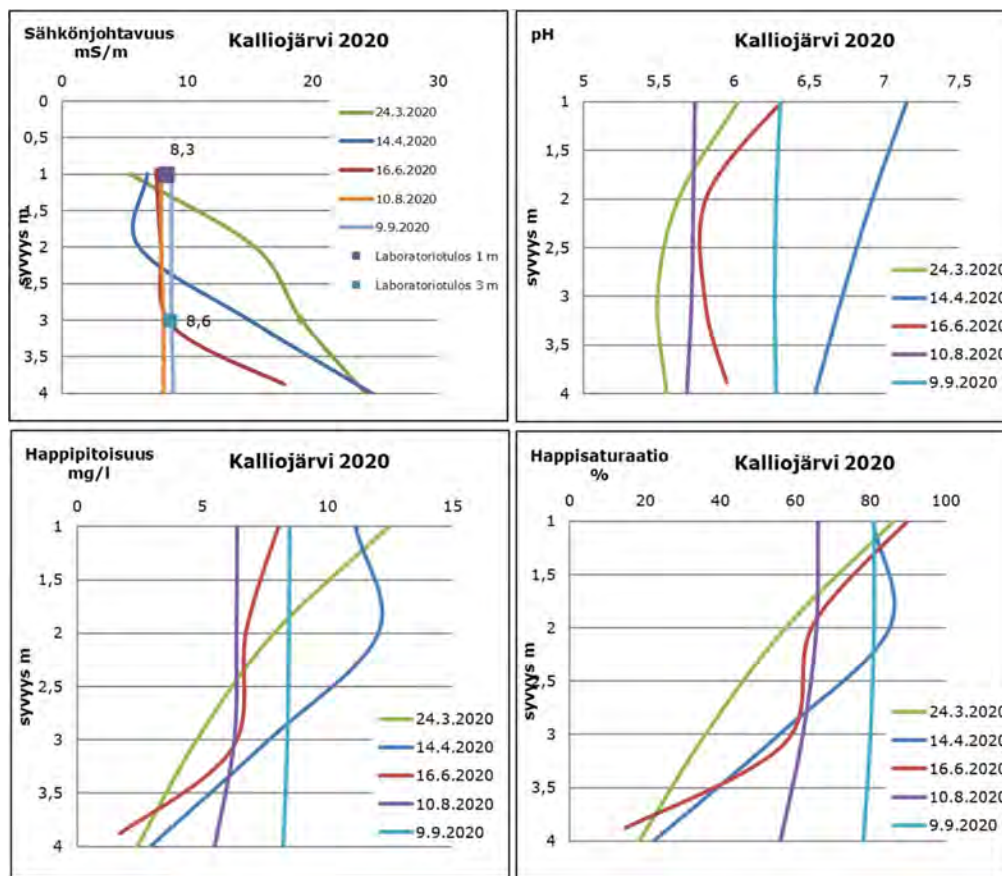 Sähkönjohtavuus
mS/m
Kalliojärvi 2020
0 10 20 30
0
0,5
1
1,5
2
2,5
3
3,5
4
syvyys m
8,3
8,6
24.3.2020
14.4.2020
16.6.2020
10.8.2020
9.9.2020
Laboratoriotulos 1 m
Laboratoriotulos 3 m
pH
Kalliojärvi 2020
5 5,5 6 6,5 7 7,5
1
1,5
2
2,5
3
3,5
4
syvyys m
24.3.2020
14.4.2020
16.6.2020
10.8.2020
9.9.2020
Happipitoisuus
mg/l
Kalliojärvi 2020
0 5 10 15
1
1,5
2
2,5
3
3,5
4
syvyys m
24.3.2020
14.4.2020
16.6.2020
10.8.2020
9.9.2020
Happisaturaatio
%
Kalliojärvi 2020
0 20 40 60 80 100
1
1,5
2
2,5
3
3,5
4
syvyys m
24.3.2020
14.4.2020
16.6.2020
10.8.2020
9.9.2020